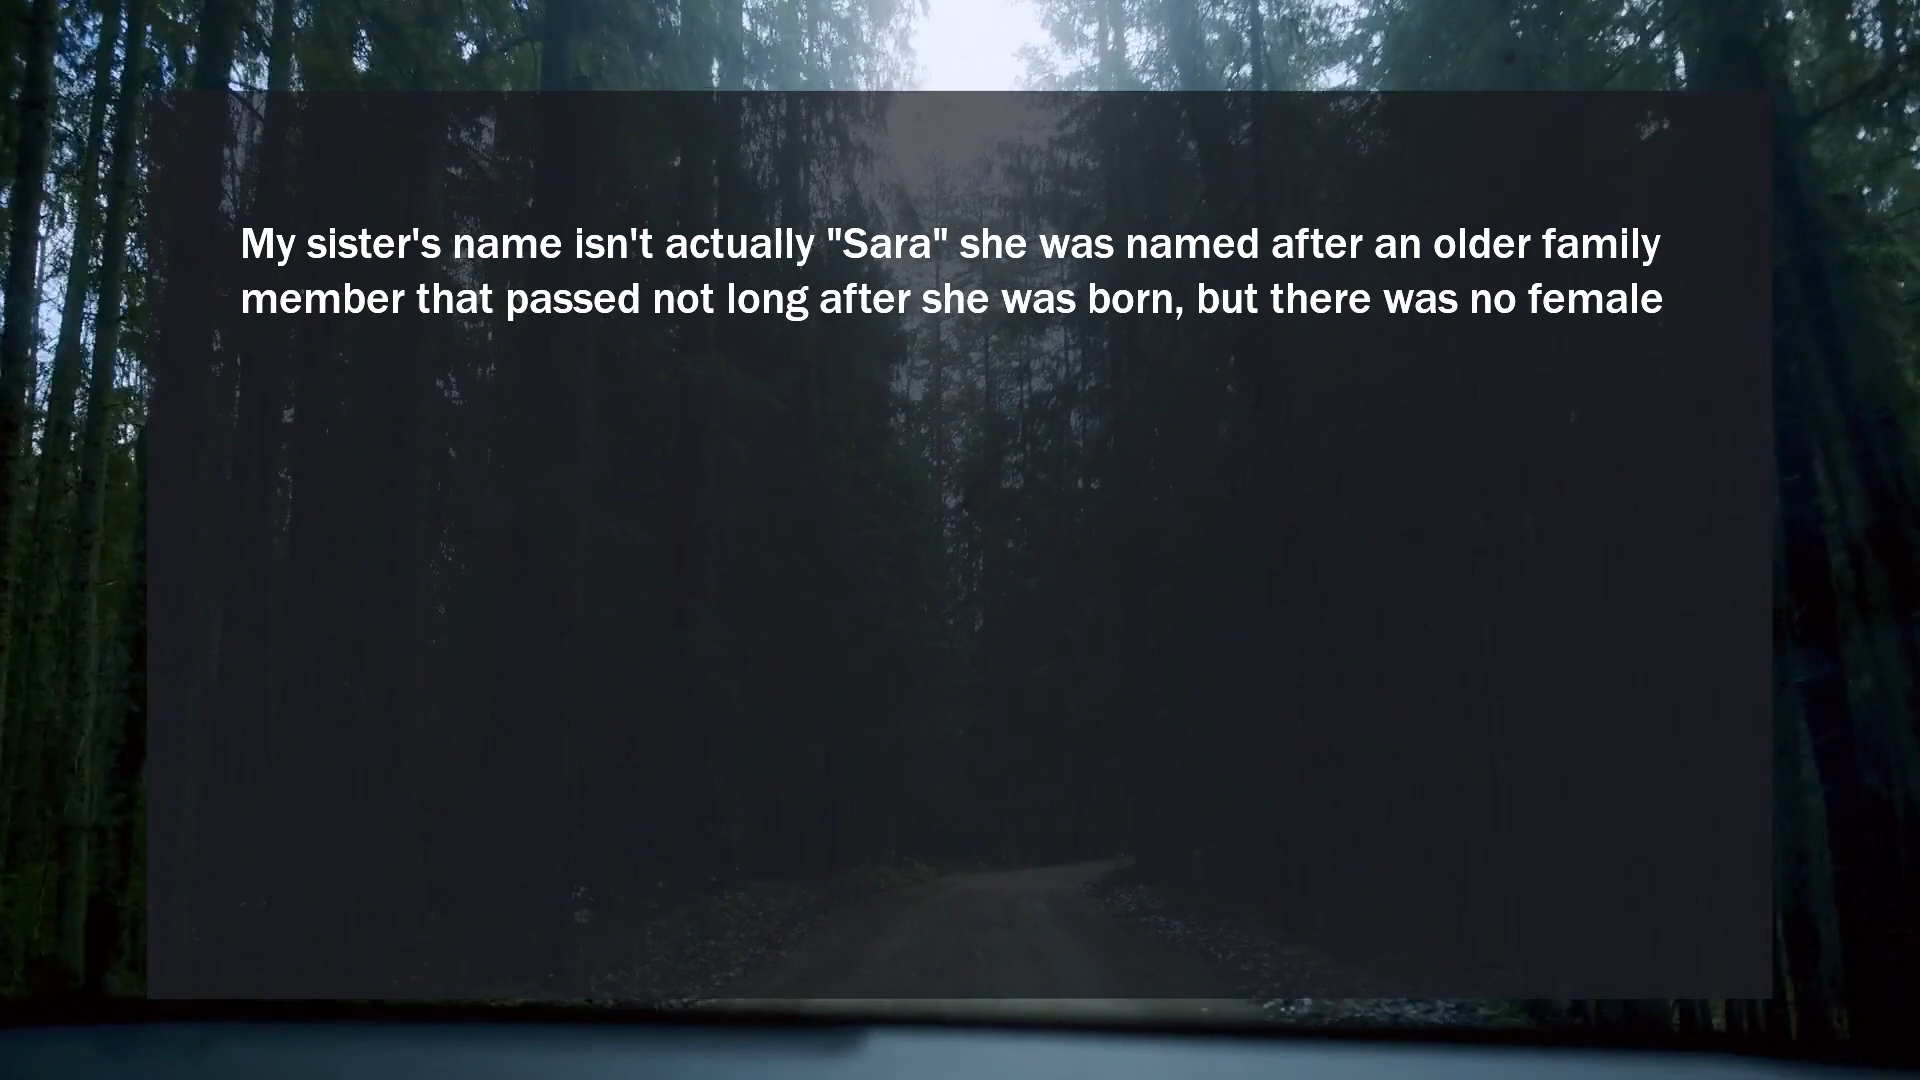 My sister's name isn't actually "Sara" she was named after an older family
member that passed not long after she was born, but there was no female